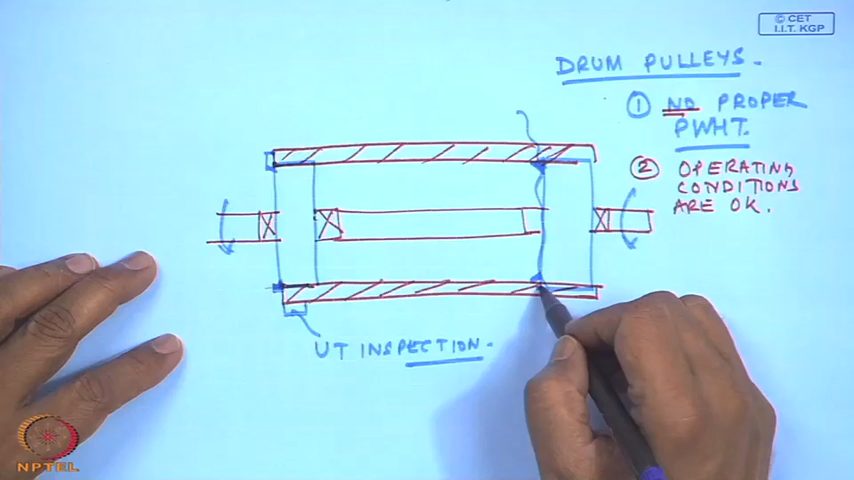 © CET
I.I.T. KGP
DRUM PULLEYS.
① NO PROPER
PWHT.
② OPERATING
CONDITIONS
ARE OK.
UT INSPECTION.
NPTEL